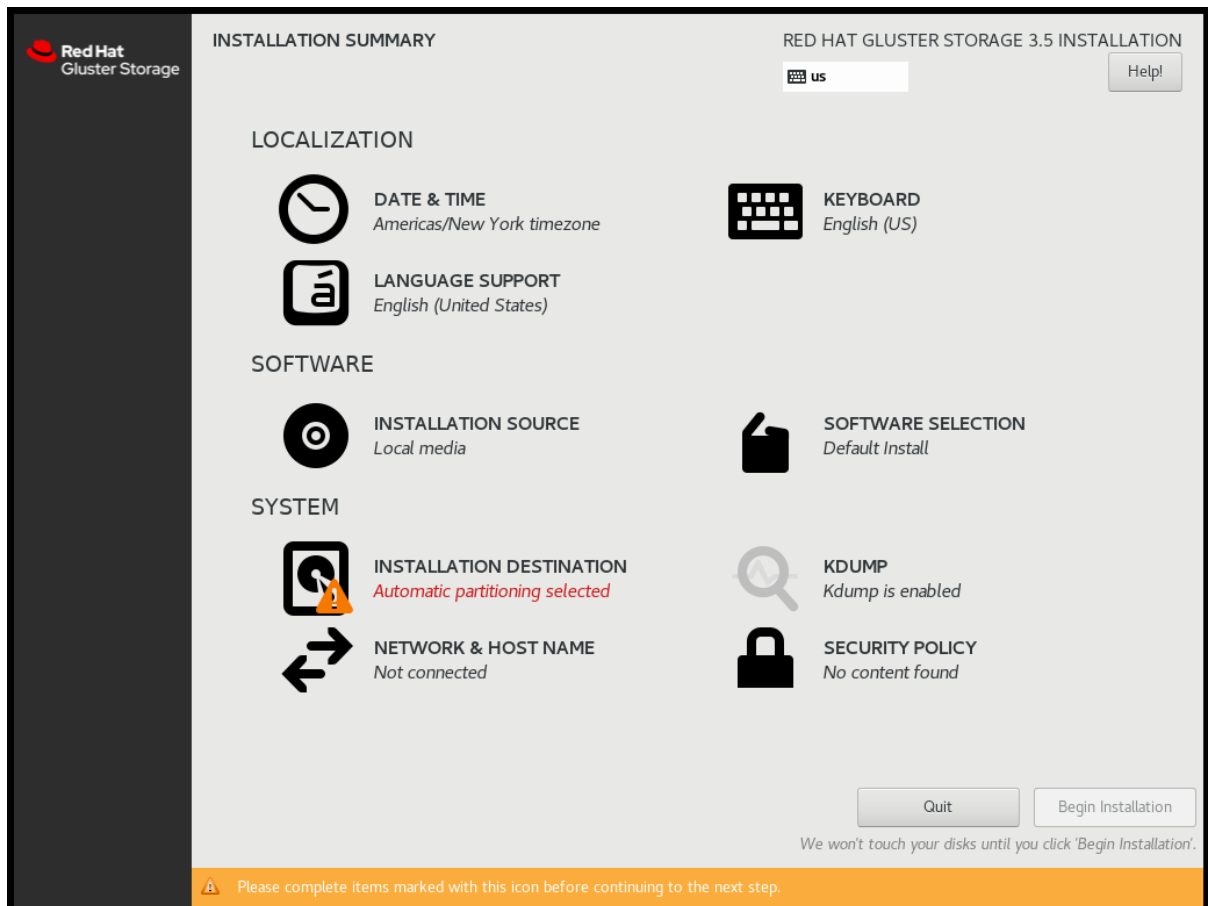 Red Hat
Gluster Storage
INSTALLATION SUMMARY
RED HAT GLUSTER STORAGE 3.5 INSTALLATION
us
Help!
LOCALIZATION
DATE & TIME
Americas/New York timezone
KEYBOARD
English (US)
á
LANGUAGE SUPPORT
English (United States)
SOFTWARE
INSTALLATION SOURCE
Local media
SOFTWARE SELECTION
Default Install
SYSTEM
INSTALLATION DESTINATION
Automatic partitioning selected
KDUMP
Kdump is enabled
NETWORK & HOST NAME
Not connected
SECURITY POLICY
No content found
Quit
Begin Installation
We won't touch your disks until you click 'Begin Installation'.
Please complete items marked with this icon before continuing to the next step.